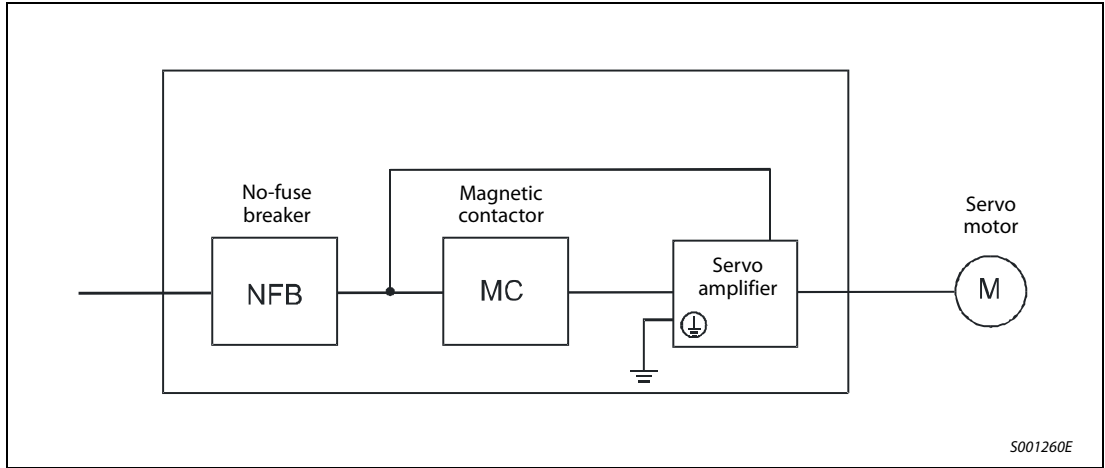 No-fuse
breaker
NFB
Magnetic
contactor
MC
Servo
amplifier
Servo
motor
M
S001260E